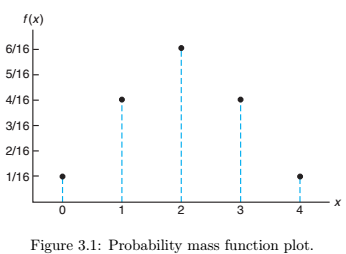 f(x)
6/16
5/16
4/16
3/16
2/16
1/16
0 1 2 3 4 x
Figure 3.1: Probability mass function plot.